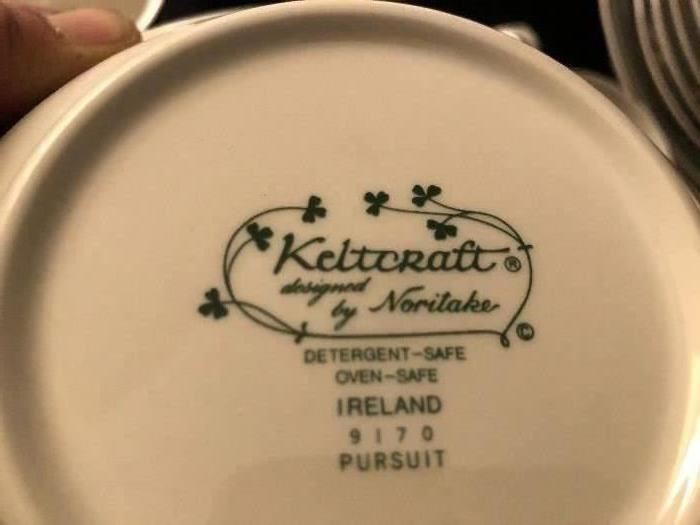 Keltcraft®
designed
by Noritake
©
DETERGENT-SAFE
OVEN-SAFE
IRELAND
9170
PURSUIT